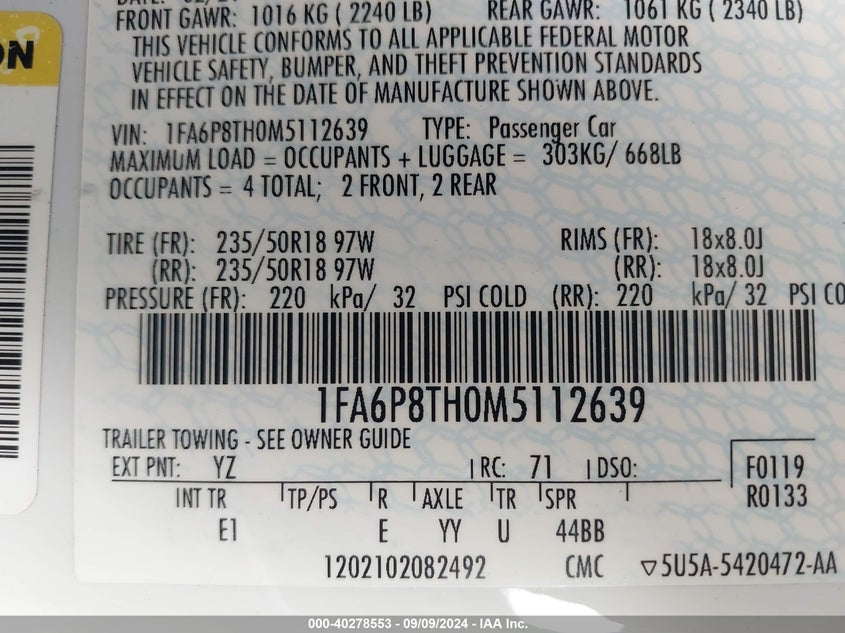 ON
FRONT GAWR: 1016 KG ( 2240 LB) REAR GAWR: 1061 KG ( 2340 LB)
THIS VEHICLE CONFORMS TO ALL APPLICABLE FEDERAL MOTOR
VEHICLE SAFETY, BUMPER, AND THEFT PREVENTION STANDARDS
IN EFFECT ON THE DATE OF MANUFACTURE SHOWN ABOVE.
VIN: 1FA6P8TH0M5112639 TYPE: Passenger Car
MAXIMUM LOAD = OCCUPANTS + LUGGAGE = 303KG/ 668LB
OCCUPANTS = 4 TOTAL; 2 FRONT, 2 REAR
TIRE (FR): 235/50R18 97W RIMS (FR): 18x8.0J
(RR): 235/50R18 97W (RR): 18x8.0J
PRESSURE (FR): 220 kPa/ 32 PSI COLD (RR): 220 kPa/ 32 PSI CO
1FA6P8TH0M5112639
TRAILER TOWING - SEE OWNER GUIDE
EXT PNT: YZ RC: 71 DSO: F0119
INT TR TP/PS R AXLE TR SPR R0133
E1 E YY U 44BB
1202102082492 CMC ▽5U5A-5420472-AA
000-40278553 - 09/09/2024 - IAA Inc.